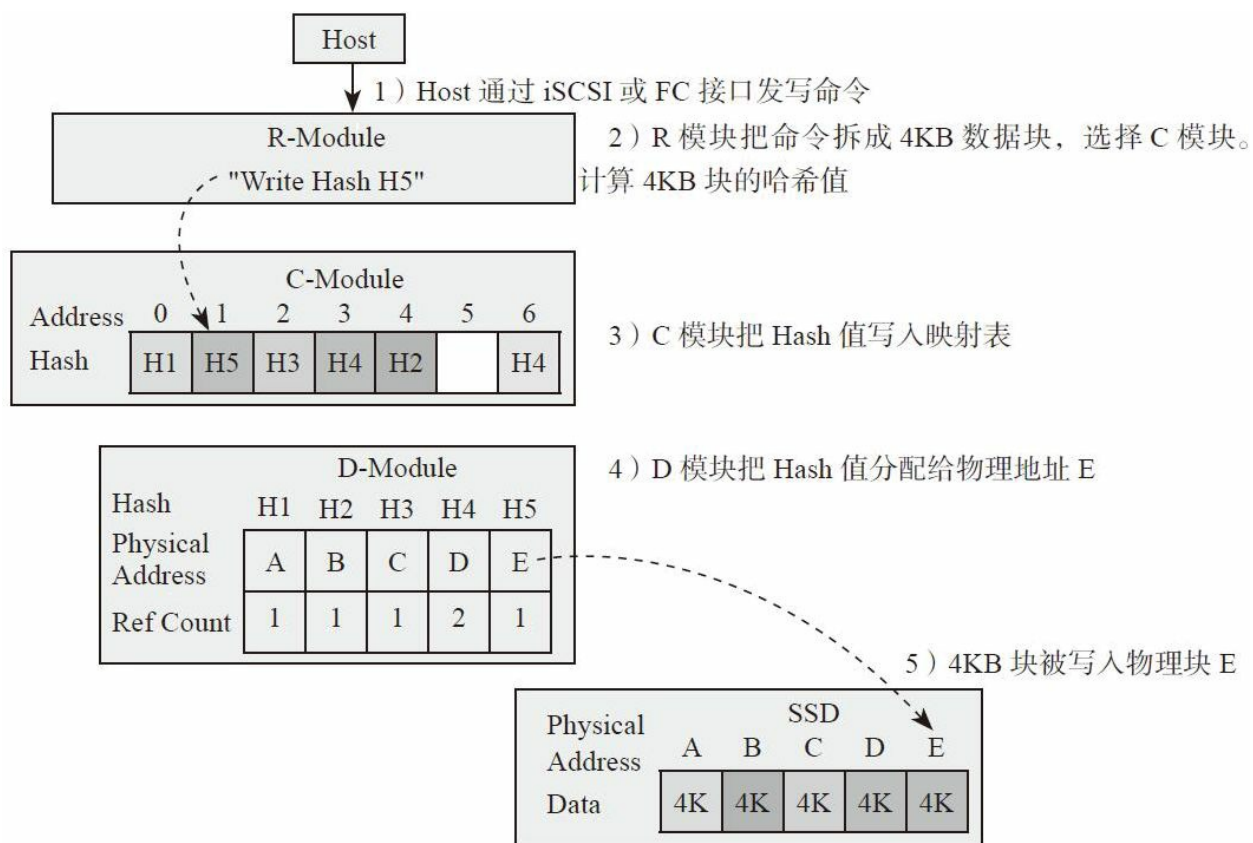 Host
1）Host 通过 iSCSI 或 FC 接口发写命令
R-Module
"Write Hash H5"
2）R 模块把命令拆成 4KB 数据块，选择 C 模块。
计算 4KB 块的哈希值
C-Module
Address 0 1 2 3 4 5 6
Hash H1 H5 H3 H4 H2 H4
3）C 模块把 Hash 值写入映射表
D-Module
Hash H1 H2 H3 H4 H5
Physical
Address A B C D E
Ref Count 1 1 1 2 1
4）D 模块把 Hash 值分配给物理地址 E
5）4KB 块被写入物理块 E
SSD
Physical
Address A B C D E
Data 4K 4K 4K 4K 4K